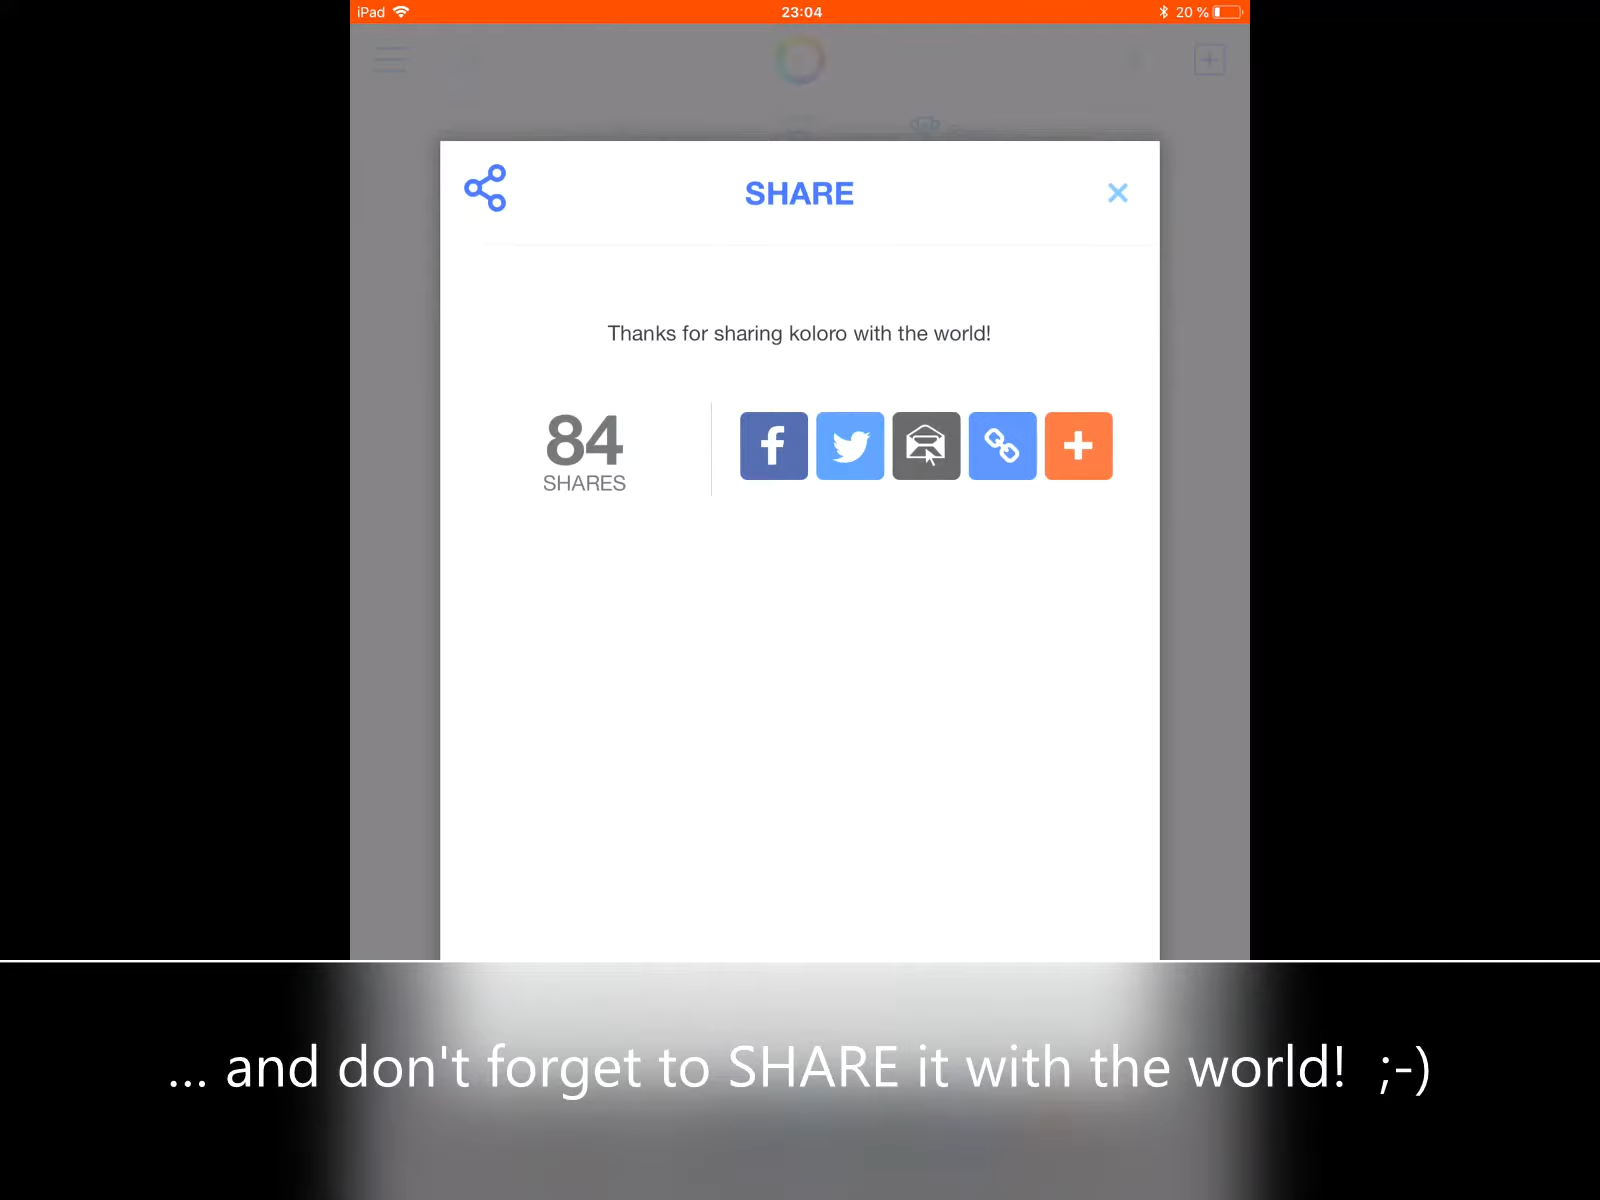 iPad 23:04 20 %
SHARE
Thanks for sharing koloro with the world!
84
SHARES
... and don't forget to SHARE it with the world!  ;-)